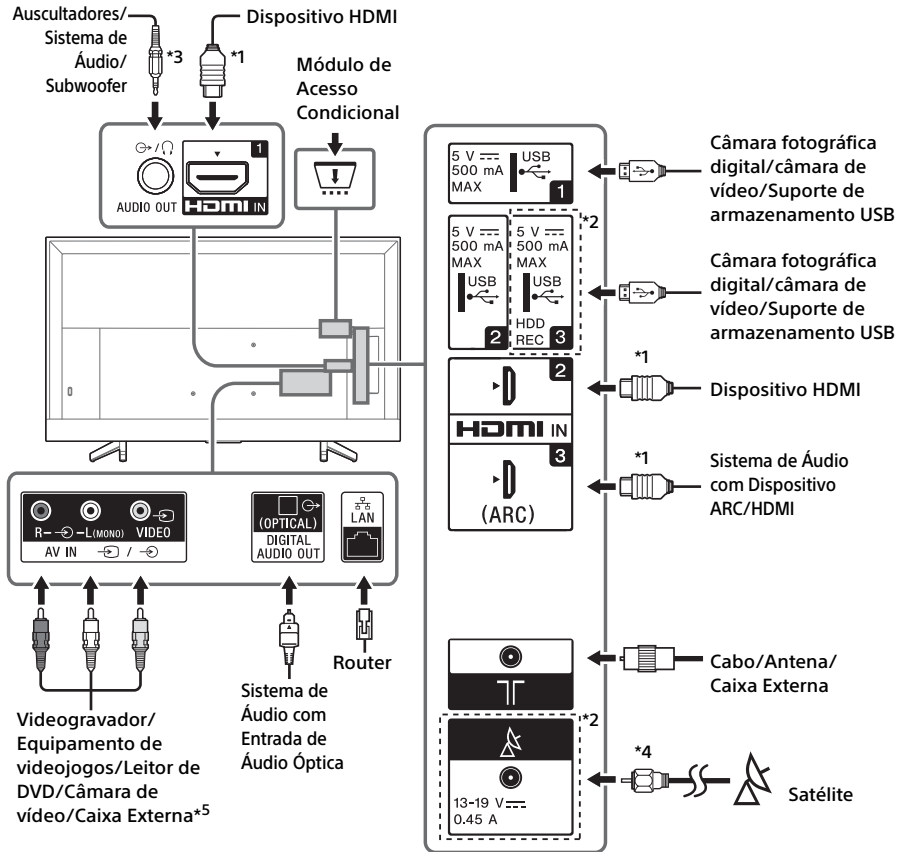 Auscultadores/
Sistema de
Áudio/
Subwoofer
*3
*1
Dispositivo HDMI
Módulo de
Acesso
Condicional
1
AUDIO OUT
HDMI IN
5 V
500 mA
MAX
USB
1
Câmara fotográfica
digital/câmara de
vídeo/Suporte de
armazenamento USB
*2
5 V
500 mA
MAX
USB
2
5 V
500 mA
MAX
USB
HDD
REC 3
Câmara fotográfica
digital/câmara de
vídeo/Suporte de
armazenamento USB
2
*1
Dispositivo HDMI
HDMI IN
3
(ARC)
*1
Sistema de Áudio
com Dispositivo
ARC/HDMI
R- -L(MONO) VIDEO
AV IN /
(OPTICAL)
DIGITAL
AUDIO OUT
LAN
Videogravador/
Equipamento de
videojogos/Leitor de
DVD/Câmara de
vídeo/Caixa Externa*5
Sistema de
Áudio com
Entrada de
Áudio Óptica
Router
Cabo/Antena/
Caixa Externa
*2
13-19 V
0.45 A
*4
Satélite